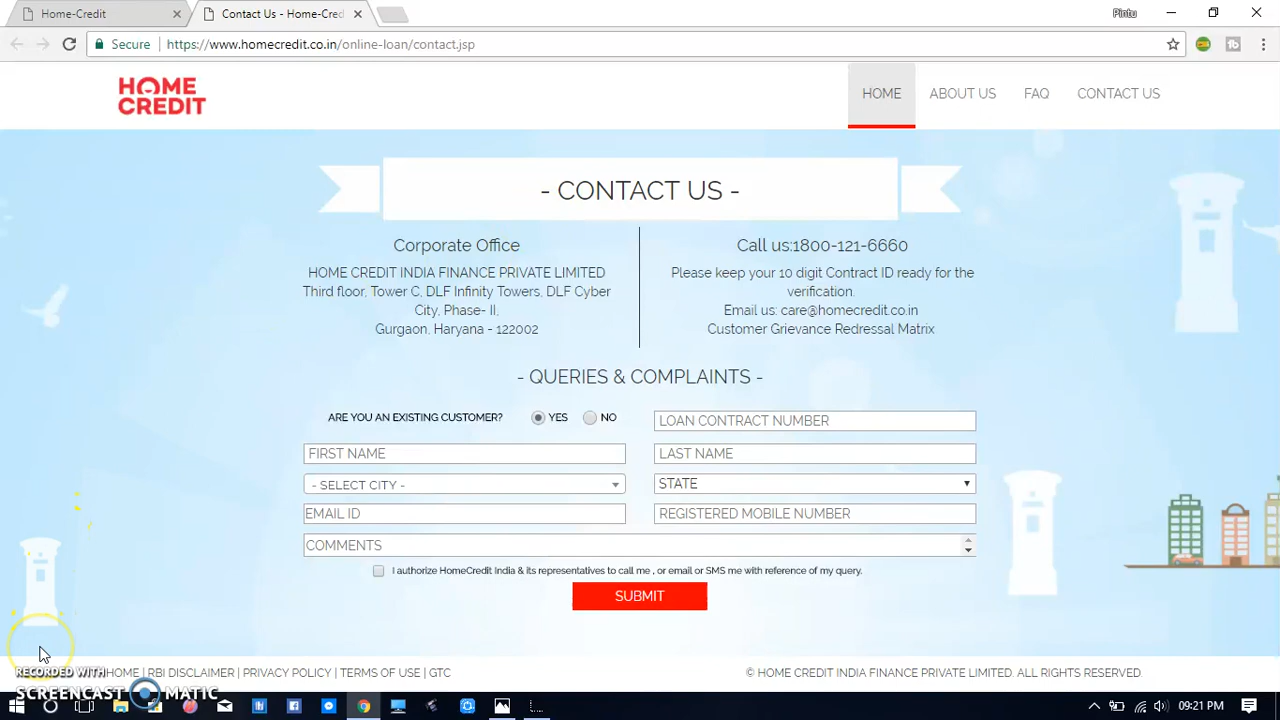 Home-Credit
Contact Us - Home-Cred
Pintu
Secure
https://www.homecredit.co.in/online-loan/contact.jsp
HOME
CREDIT
HOME
ABOUT US
FAQ
CONTACT US
- CONTACT US -
Corporate Office
HOME CREDIT INDIA FINANCE PRIVATE LIMITED
Third floor, Tower C, DLF Infinity Towers, DLF Cyber
City, Phase- II,
Gurgaon, Haryana - 122002
Call us:1800-121-6660
Please keep your 10 digit Contract ID ready for the
verification.
Email us: care@homecredit.co.in
Customer Grievance Redressal Matrix
- QUERIES & COMPLAINTS -
ARE YOU AN EXISTING CUSTOMER?
YES
NO
LOAN CONTRACT NUMBER
FIRST NAME
LAST NAME
- SELECT CITY -
STATE
EMAIL ID
REGISTERED MOBILE NUMBER
COMMENTS
I authorize HomeCredit India & its representatives to call me , or email or SMS me with reference of my query.
SUBMIT
HOME | RBI DISCLAIMER | PRIVACY POLICY | TERMS OF USE | GTC
© HOME CREDIT INDIA FINANCE PRIVATE LIMITED. ALL RIGHTS RESERVED.
RECORDED WITH
SCREENCAST MATIC
09:21 PM